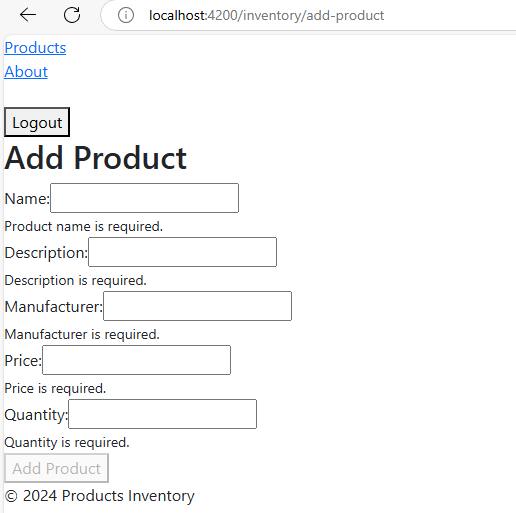 localhost:4200/inventory/add-product
Products
About
Logout
Add Product
Name:
Product name is required.
Description:
Description is required.
Manufacturer:
Manufacturer is required.
Price:
Price is required.
Quantity:
Quantity is required.
Add Product
© 2024 Products Inventory